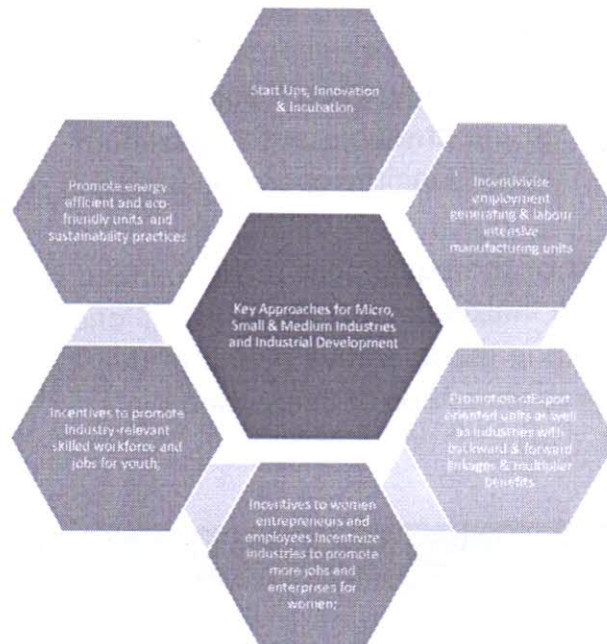 Start Ups, Innovation
& Incubation
Promote energy
efficient and eco-
friendly units and
sustainability practices
Incentivivize
employment
generating & labour
intensive
manufacturing units
Key Approaches for Micro,
Small & Medium Industries
and Industrial Development
Incentives to promote
Industry-relevant
skilled workforce and
jobs for youth;
Promotion of Export
oriented units as well
as industries with
backward & forward
linkages & multiplier
benefits
Incentives to women
entrepreneurs and
employees Incentivize
industries to promote
more jobs and
enterprises for
women;